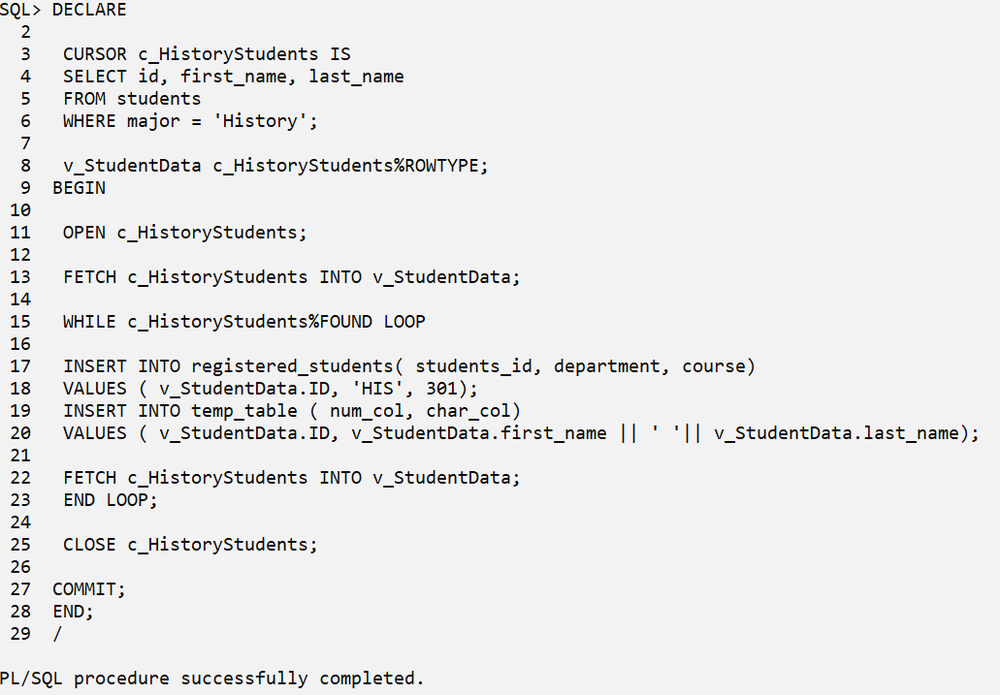 SQL> DECLARE
2
3 CURSOR c_HistoryStudents IS
4 SELECT id, first_name, last_name
5 FROM students
6 WHERE major = 'History';
7
8 v_StudentData c_HistoryStudents%ROWTYPE;
9 BEGIN
10
11 OPEN c_HistoryStudents;
12
13 FETCH c_HistoryStudents INTO v_StudentData;
14
15 WHILE c_HistoryStudents%FOUND LOOP
16
17 INSERT INTO registered_students( students_id, department, course)
18 VALUES ( v_StudentData.ID, 'HIS', 301);
19 INSERT INTO temp_table ( num_col, char_col)
20 VALUES ( v_StudentData.ID, v_StudentData.first_name || ' '|| v_StudentData.last_name);
21
22 FETCH c_HistoryStudents INTO v_StudentData;
23 END LOOP;
24
25 CLOSE c_HistoryStudents;
26
27 COMMIT;
28 END;
29 /
PL/SQL procedure successfully completed.